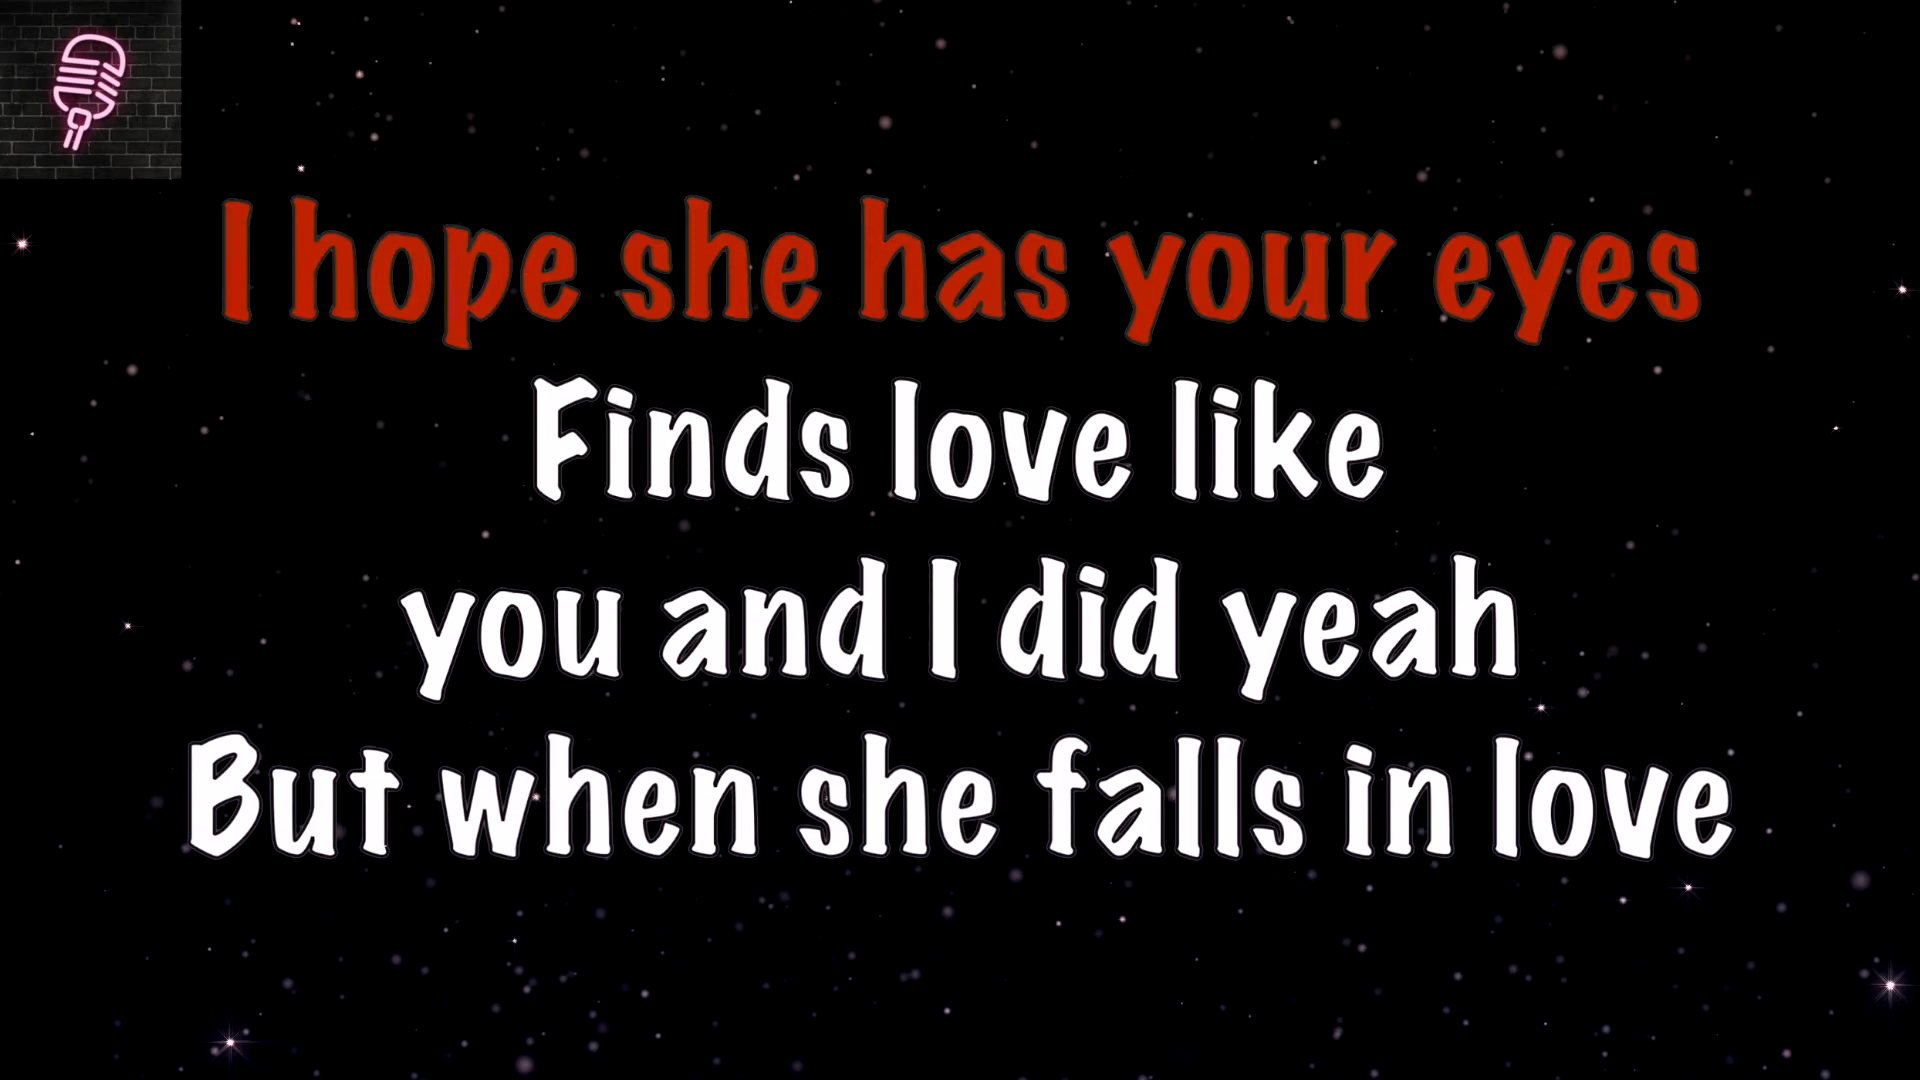 I hope she has your eyes
Finds love like
you and I did yeah
But when she falls in love